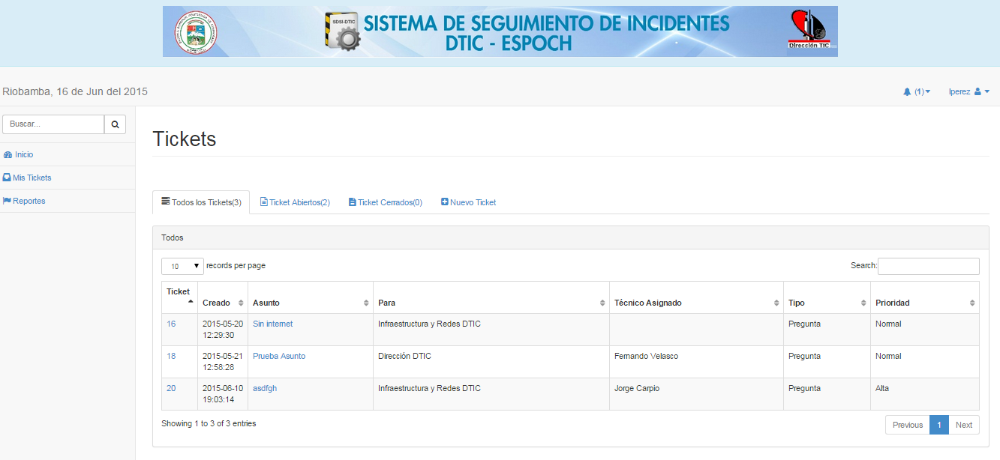 SDSI-DTIC
SISTEMA DE SEGUIMIENTO DE INCIDENTES
DTIC - ESPOCH
Dirección TIC
Riobamba, 16 de Jun del 2015
(1)
lperez
Buscar...
Inicio
Mis Tickets
Reportes
Tickets
Todos los Tickets(3) Ticket Abiertos(2) Ticket Cerrados(0) Nuevo Ticket
Todos
10 records per page
Search:
Ticket Creado Asunto Para Técnico Asignado Tipo Prioridad
16 2015-05-20 12:29:30 Sin internet Infraestructura y Redes DTIC Pregunta Normal
18 2015-05-21 12:58:28 Prueba Asunto Dirección DTIC Fernando Velasco Pregunta Normal
20 2015-06-10 19:03:14 asdfgh Infraestructura y Redes DTIC Jorge Carpio Pregunta Alta
Showing 1 to 3 of 3 entries
Previous 1 Next